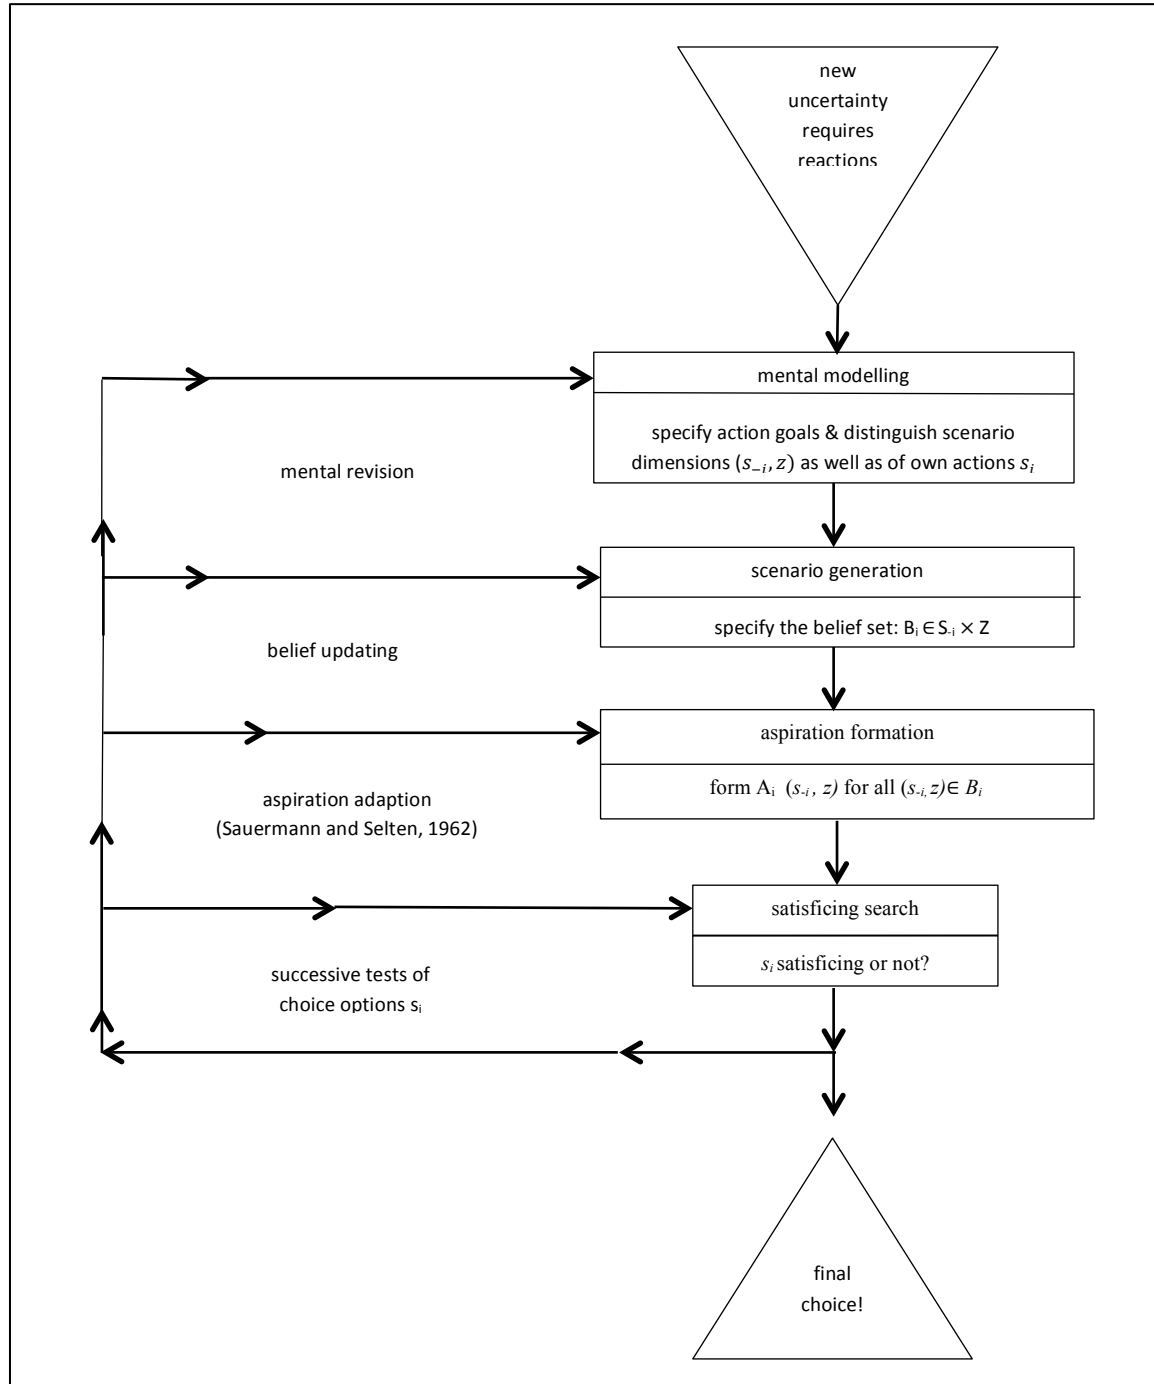 new
uncertainty
requires
reactions
mental modelling
specify action goals & distinguish scenario
dimensions (s₋ᵢ, z) as well as of own actions sᵢ
mental revision
scenario generation
specify the belief set: Bᵢ ∈ S₋ᵢ × Z
belief updating
aspiration formation
form Aᵢ (s₋ᵢ, z) for all (s₋ᵢ, z) ∈ Bᵢ
aspiration adaption
(Sauermann and Selten, 1962)
satisficing search
sᵢ satisficing or not?
successive tests of
choice options sᵢ
final
choice!